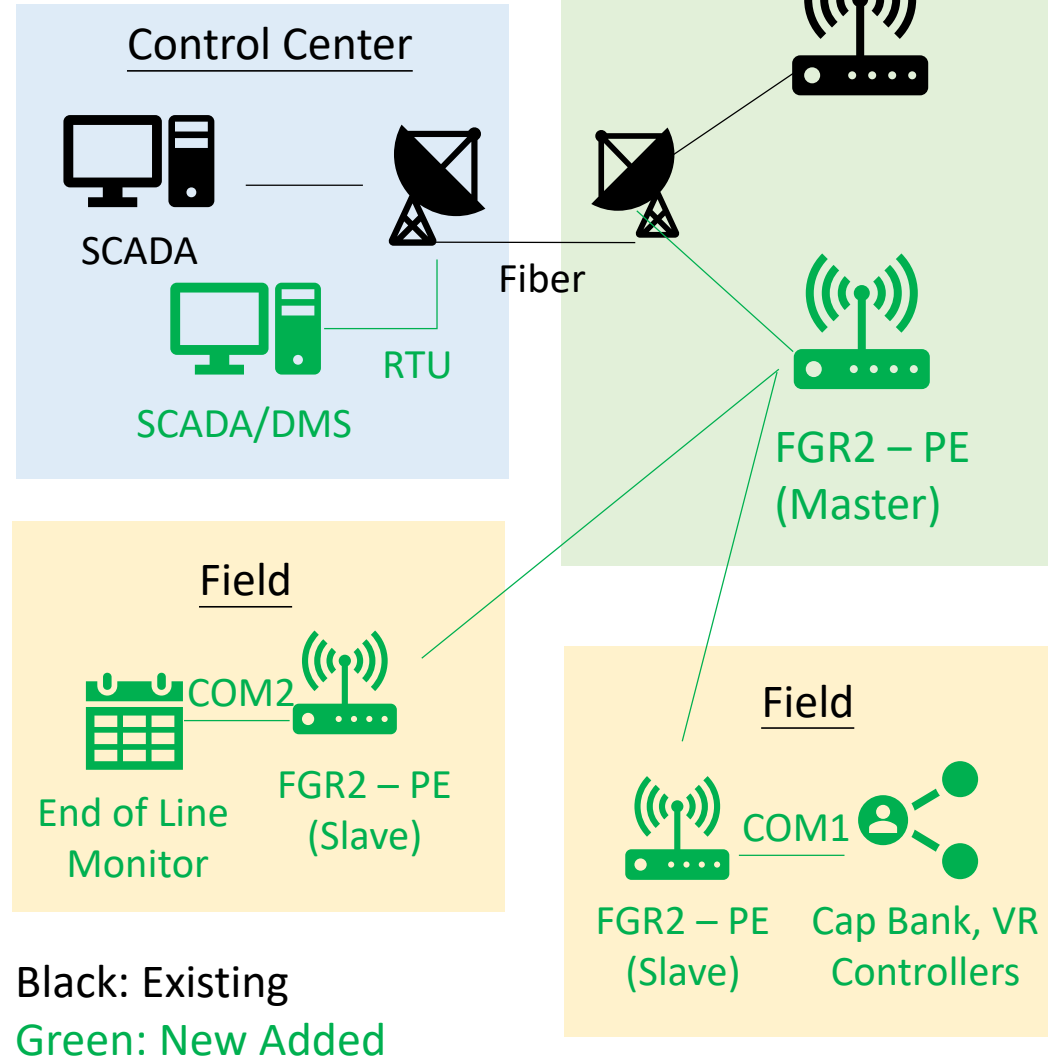 Control Center
SCADA
Fiber
RTU
SCADA/DMS
FGR2 – PE
(Master)
Field
COM2
End of Line
Monitor
FGR2 – PE
(Slave)
Field
COM1
FGR2 – PE
(Slave)
Cap Bank, VR
Controllers
Black: Existing
Green: New Added